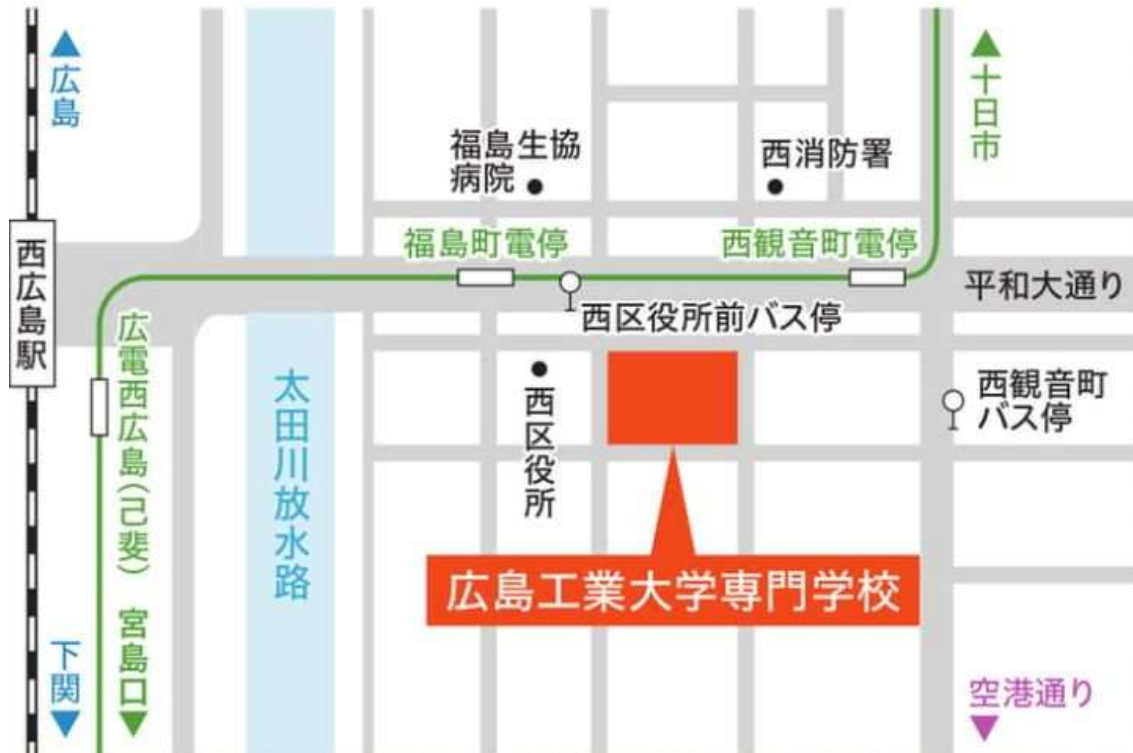 ▲広島
▲十日市
福島生協
病院
西消防署
西広島駅
福島町電停
西観音町電停
平和大通り
西区役所前バス停
広電西広島(己斐)
太田川放水路
西区役所
西観音町
バス停
広島工業大学専門学校
下関▼
宮島口▼
空港通り
▼